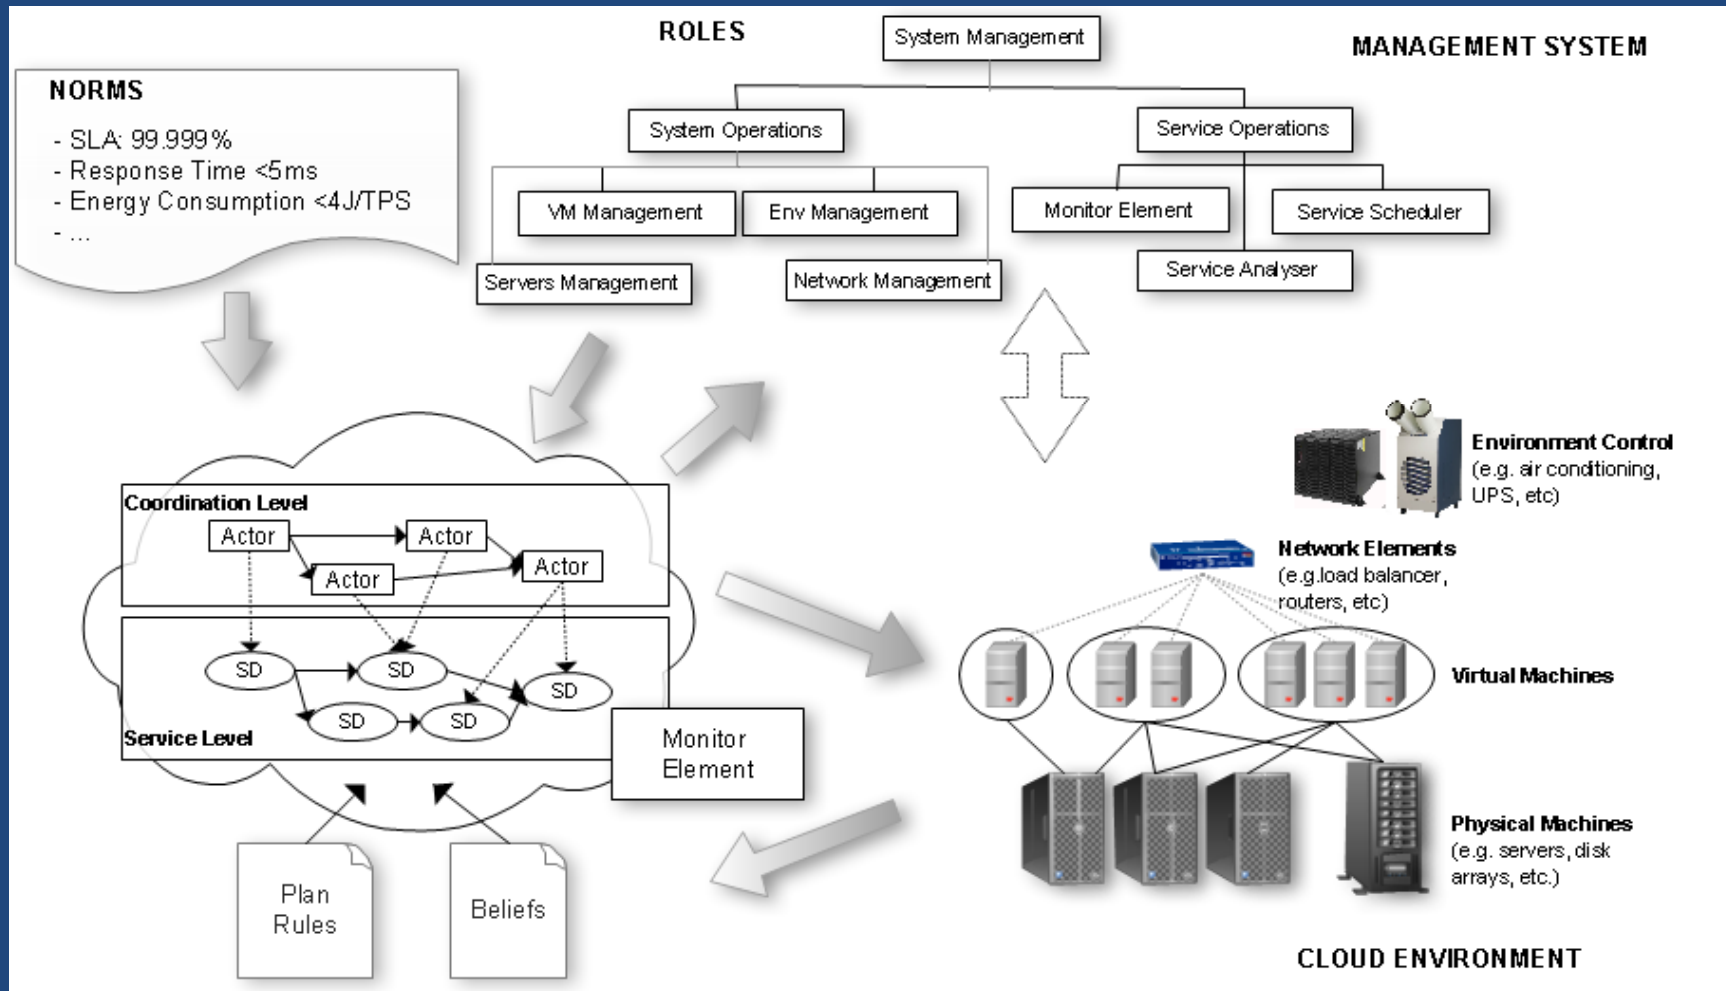 ROLES
System Management
MANAGEMENT SYSTEM
NORMS
- SLA: 99.999%
- Response Time <5ms
- Energy Consumption <4J/TPS
- ...
System Operations
Service Operations
VM Management
Env Management
Monitor Element
Service Scheduler
Servers Management
Network Management
Service Analyser
Coordination Level
Actor
Actor
Actor
Actor
SD
SD
SD
SD
SD
Service Level
Monitor
Element
Plan
Rules
Beliefs
Environment Control
(e.g. air conditioning,
UPS, etc)
Network Elements
(e.g.load balancer,
routers, etc)
Virtual Machines
Physical Machines
(e.g. servers, disk
arrays, etc.)
CLOUD ENVIRONMENT